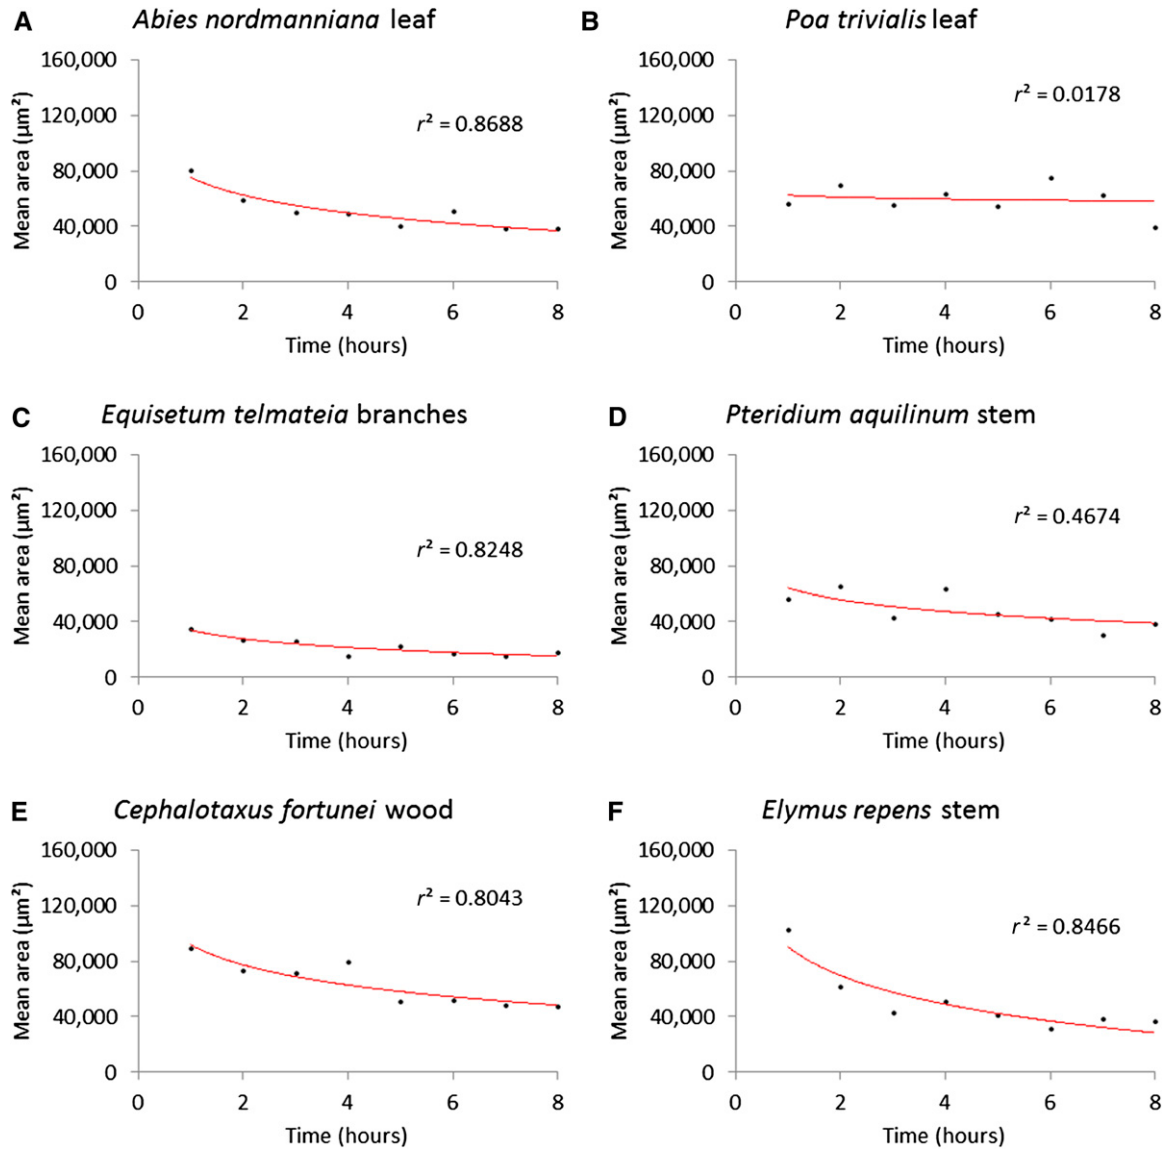 A Abies nordmanniana leaf
160,000
120,000
80,000
40,000
0
Mean area (µm²)
r² = 0.8688
0 2 4 6 8
Time (hours)
B Poa trivialis leaf
160,000
120,000
80,000
40,000
0
Mean area (µm²)
r² = 0.0178
0 2 4 6 8
Time (hours)
C Equisetum telmateia branches
160,000
120,000
80,000
40,000
0
Mean area (µm²)
r² = 0.8248
0 2 4 6 8
Time (hours)
D Pteridium aquilinum stem
160,000
120,000
80,000
40,000
0
Mean area (µm²)
r² = 0.4674
0 2 4 6 8
Time (hours)
E Cephalotaxus fortunei wood
160,000
120,000
80,000
40,000
0
Mean area (µm²)
r² = 0.8043
0 2 4 6 8
Time (hours)
F Elymus repens stem
160,000
120,000
80,000
40,000
0
Mean area (µm²)
r² = 0.8466
0 2 4 6 8
Time (hours)